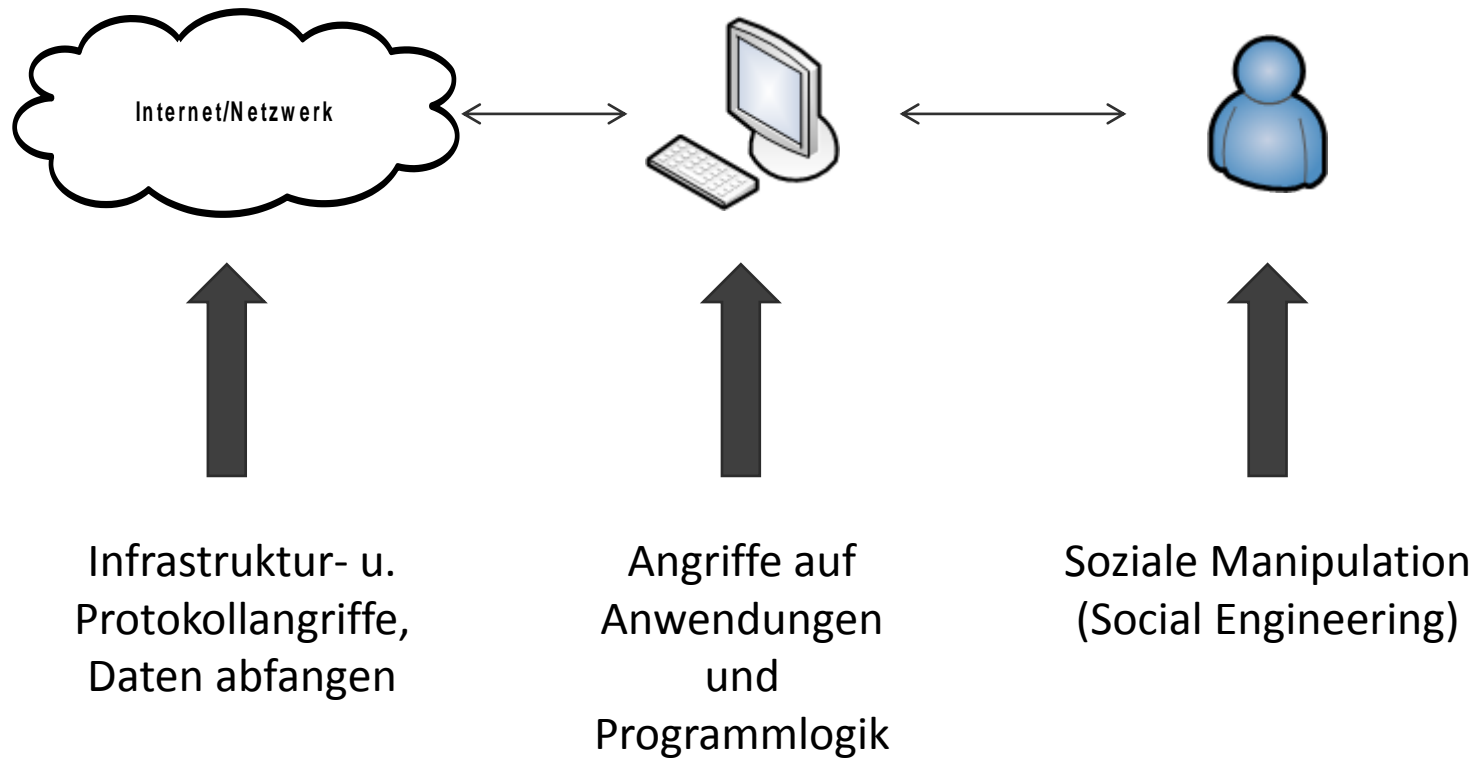 Internet/Netzwerk
Infrastruktur- u.
Protokollangriffe,
Daten abfangen
Angriffe auf
Anwendungen
und
Programmlogik
Soziale Manipulation
(Social Engineering)